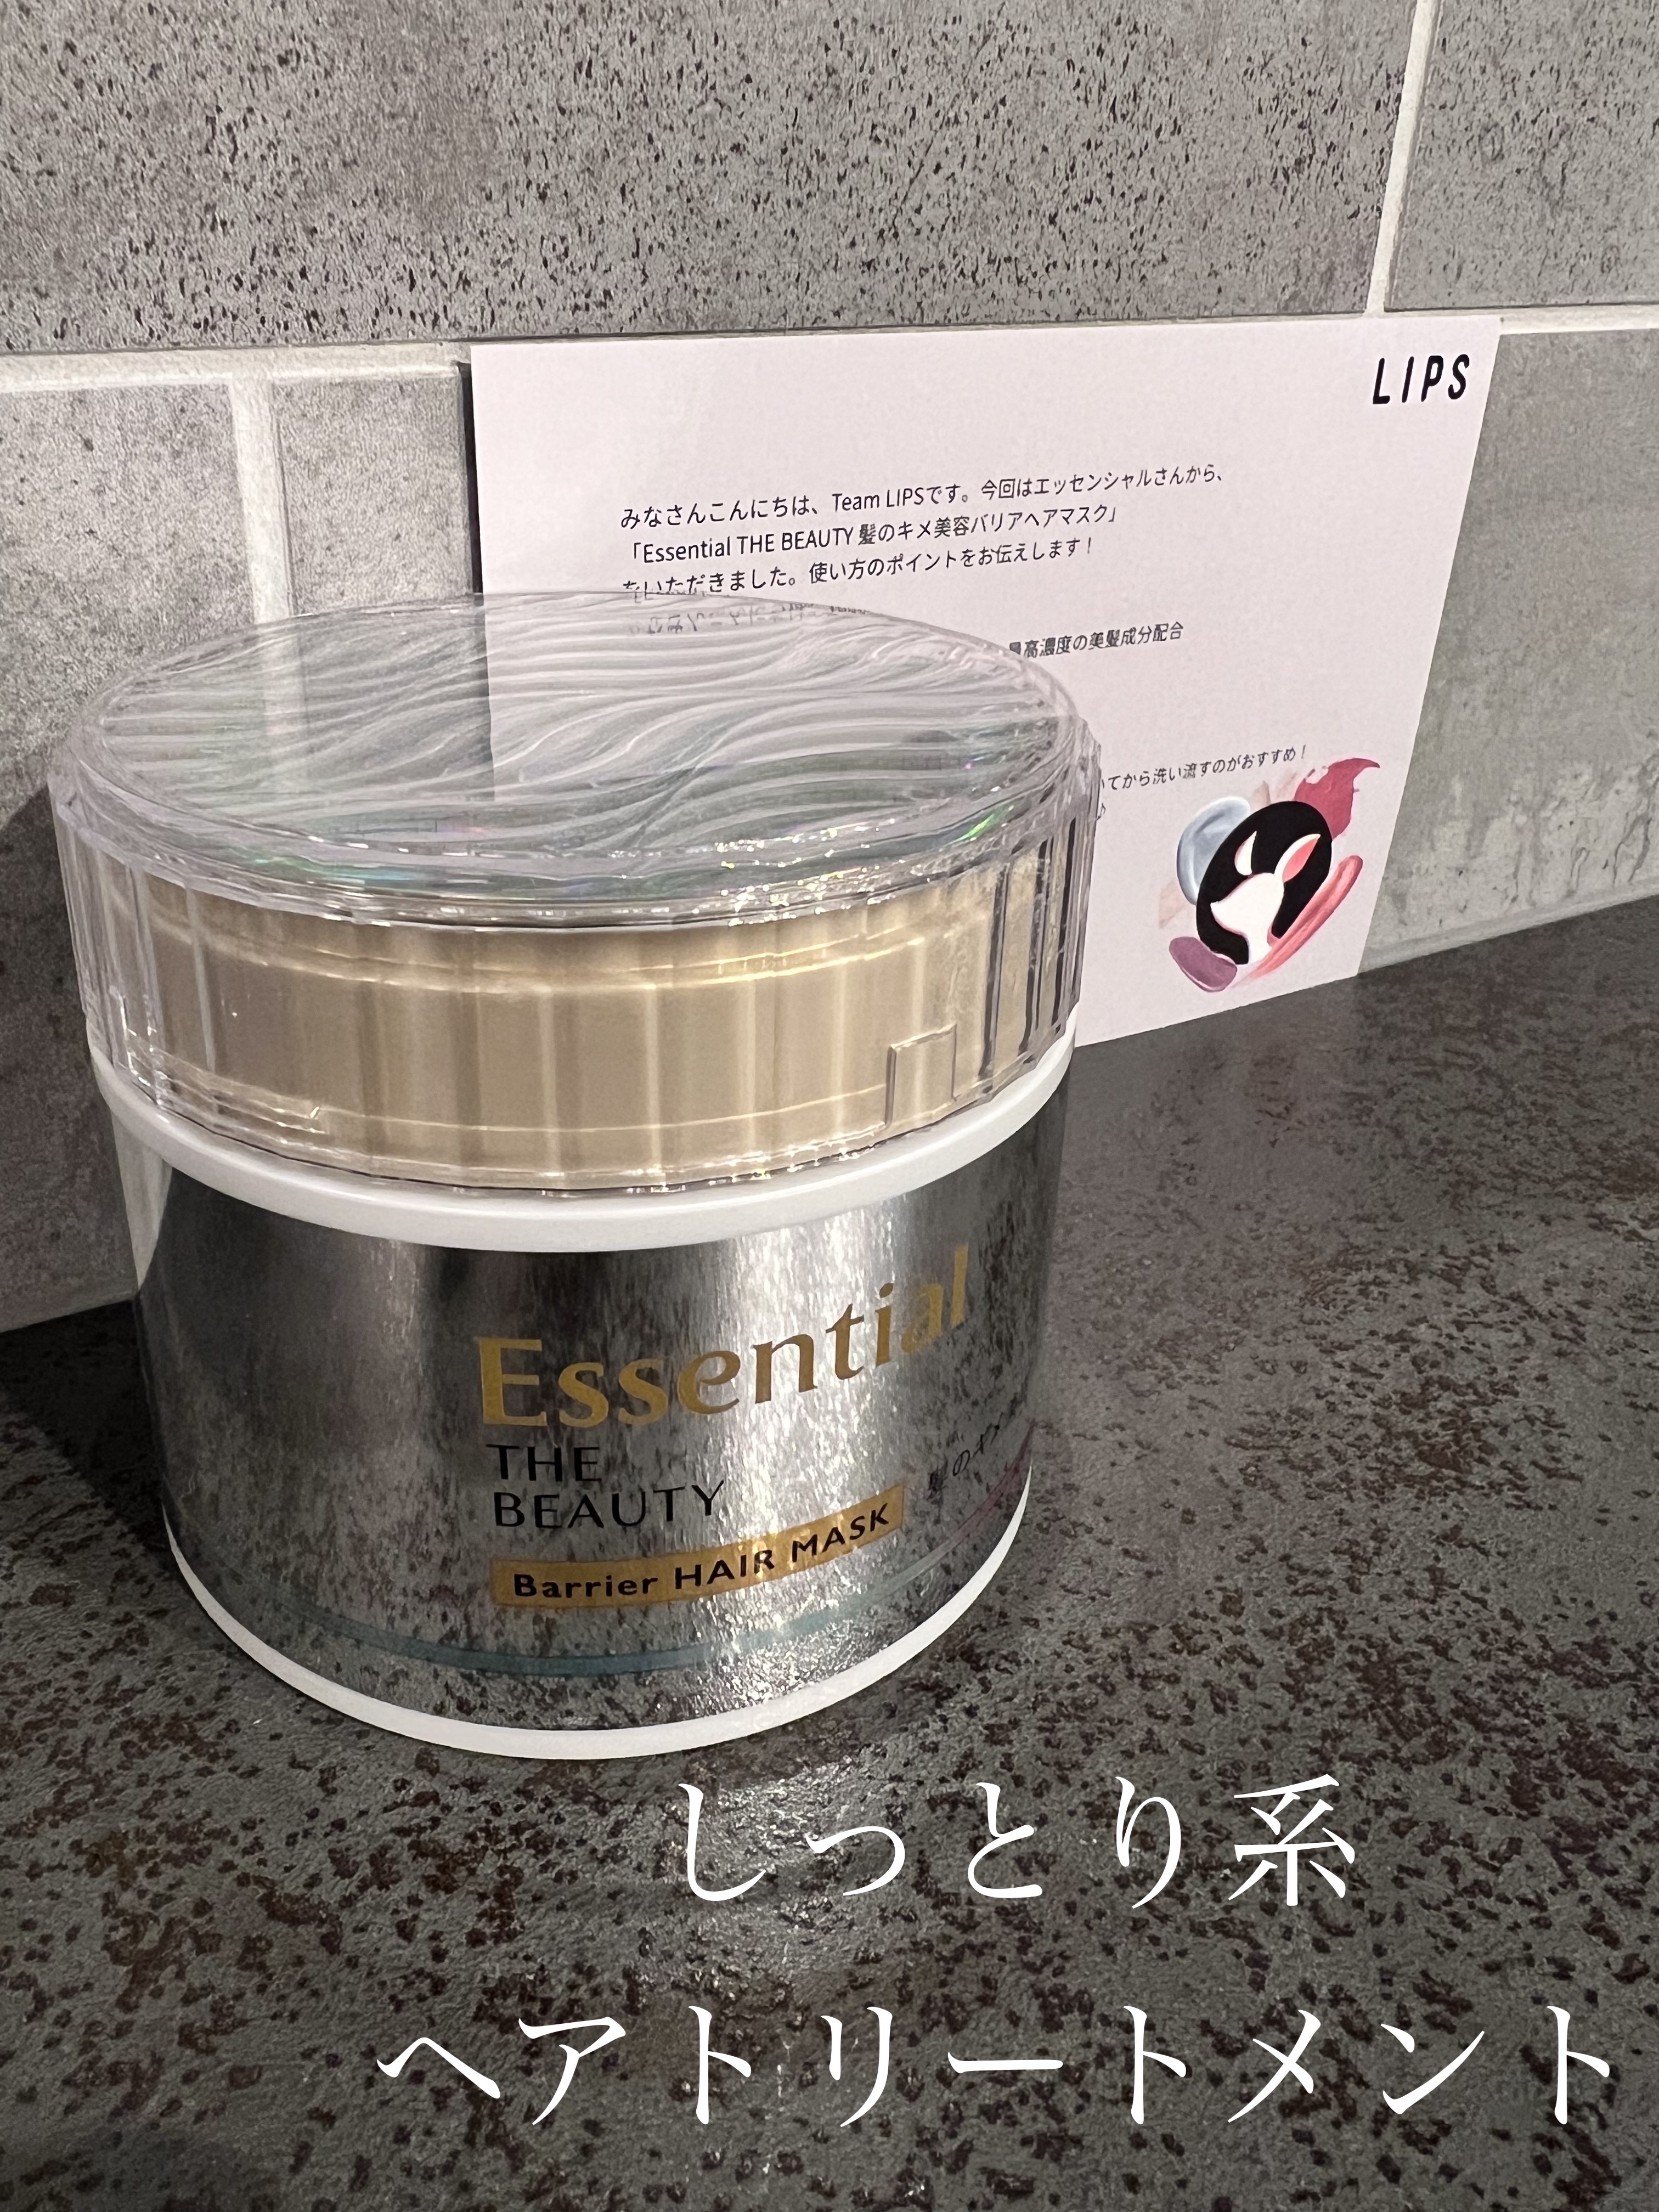 LIPS
みなさんこんにちは、Team LIPSです。今回はエッセンシャルさんから、
「Essential THE BEAUTY 髪のキメ美容バリアヘアマスク」
をいただきました。使い方のポイントをお伝えします！
最高濃度の美髪成分配合
いてから洗い流すのがおすすめ！
♪
Essential
THE
BEAUTY
Barrier HAIR MASK
髪のキメ
しっとり系
ヘアトリートメント